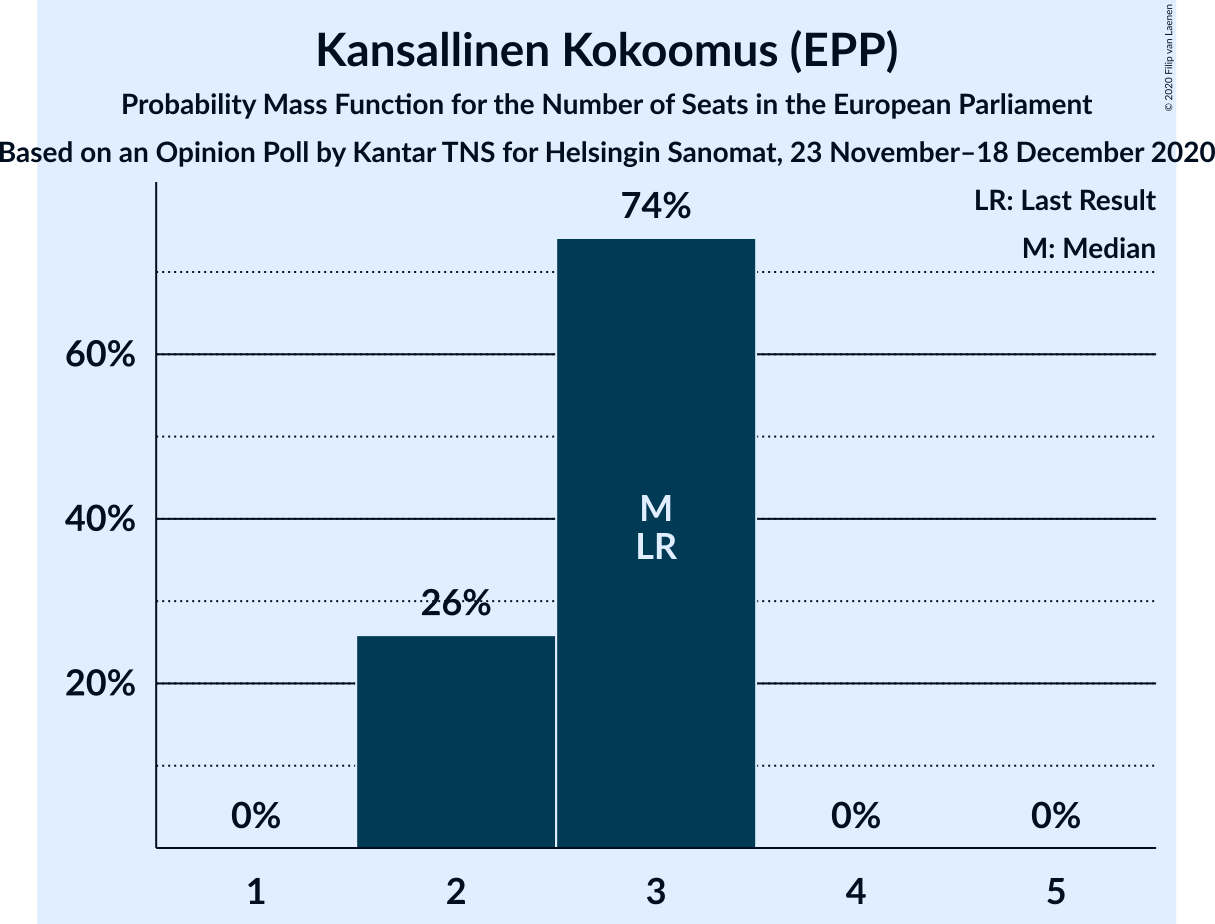 Kansallinen Kokoomus (EPP)
Probability Mass Function for the Number of Seats in the European Parliament
Based on an Opinion Poll by Kantar TNS for Helsingin Sanomat, 23 November–18 December 2020
© 2020 Filip van Laenen
LR: Last Result
M: Median
74%
60%
40%
M
LR
26%
20%
0%
0%
0%
1
2
3
4
5